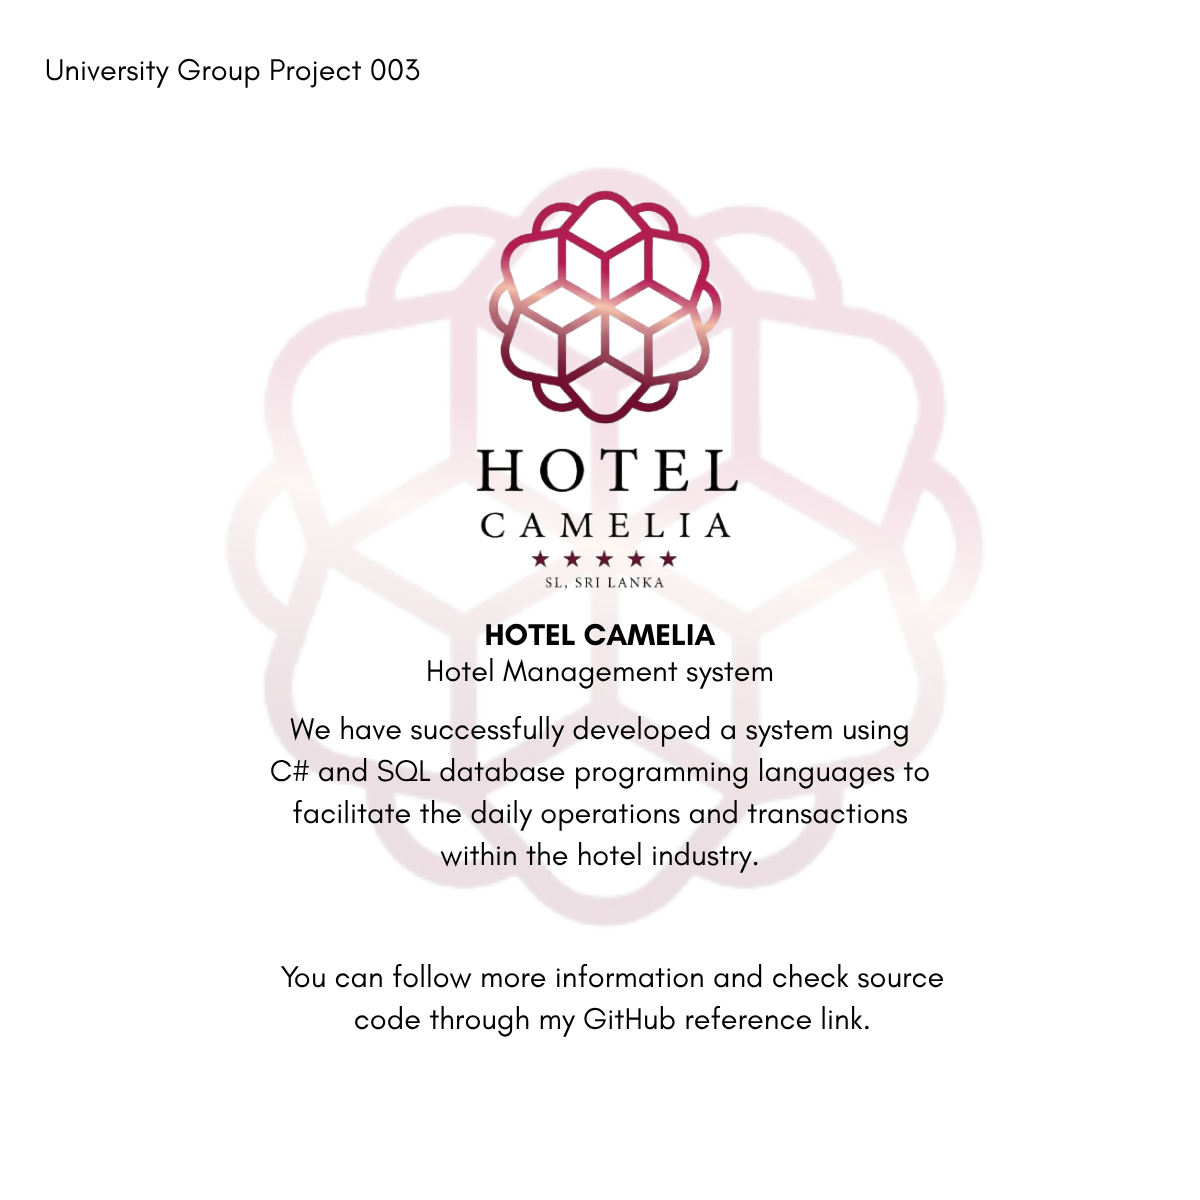 University Group Project 003
HOTEL
CAMELIA
★★★★★
SL, SRI LANKA
HOTEL CAMELIA
Hotel Management system
We have successfully developed a system using
C# and SQL database programming languages to
facilitate the daily operations and transactions
within the hotel industry.
You can follow more information and check source
code through my GitHub reference link.